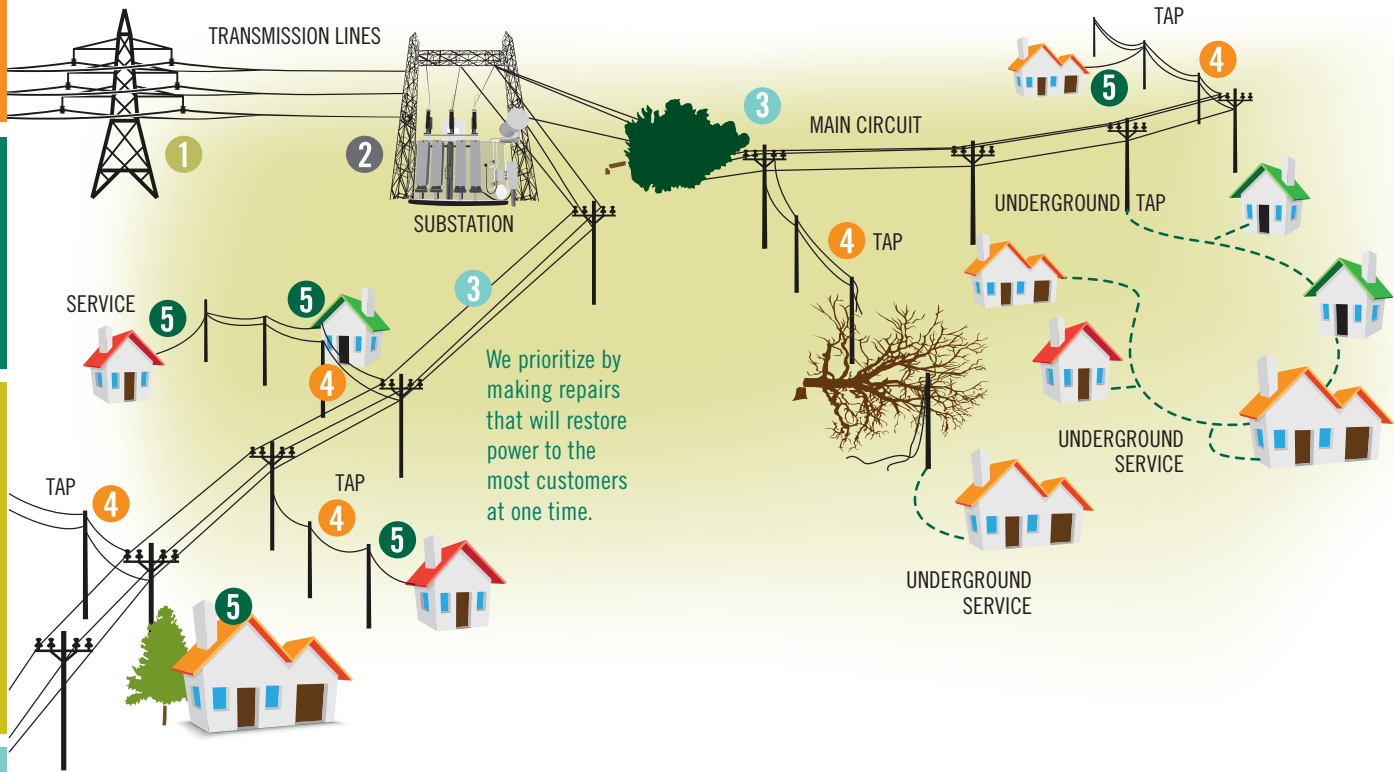 TRANSMISSION LINES
TAP
4
5
3
MAIN CIRCUIT
1
2
SUBSTATION
UNDERGROUND TAP
4 TAP
3
SERVICE
5
5
4
We prioritize by
making repairs
that will restore
power to the
most customers
at one time.
UNDERGROUND
SERVICE
TAP
4
TAP
4
5
UNDERGROUND
SERVICE
5